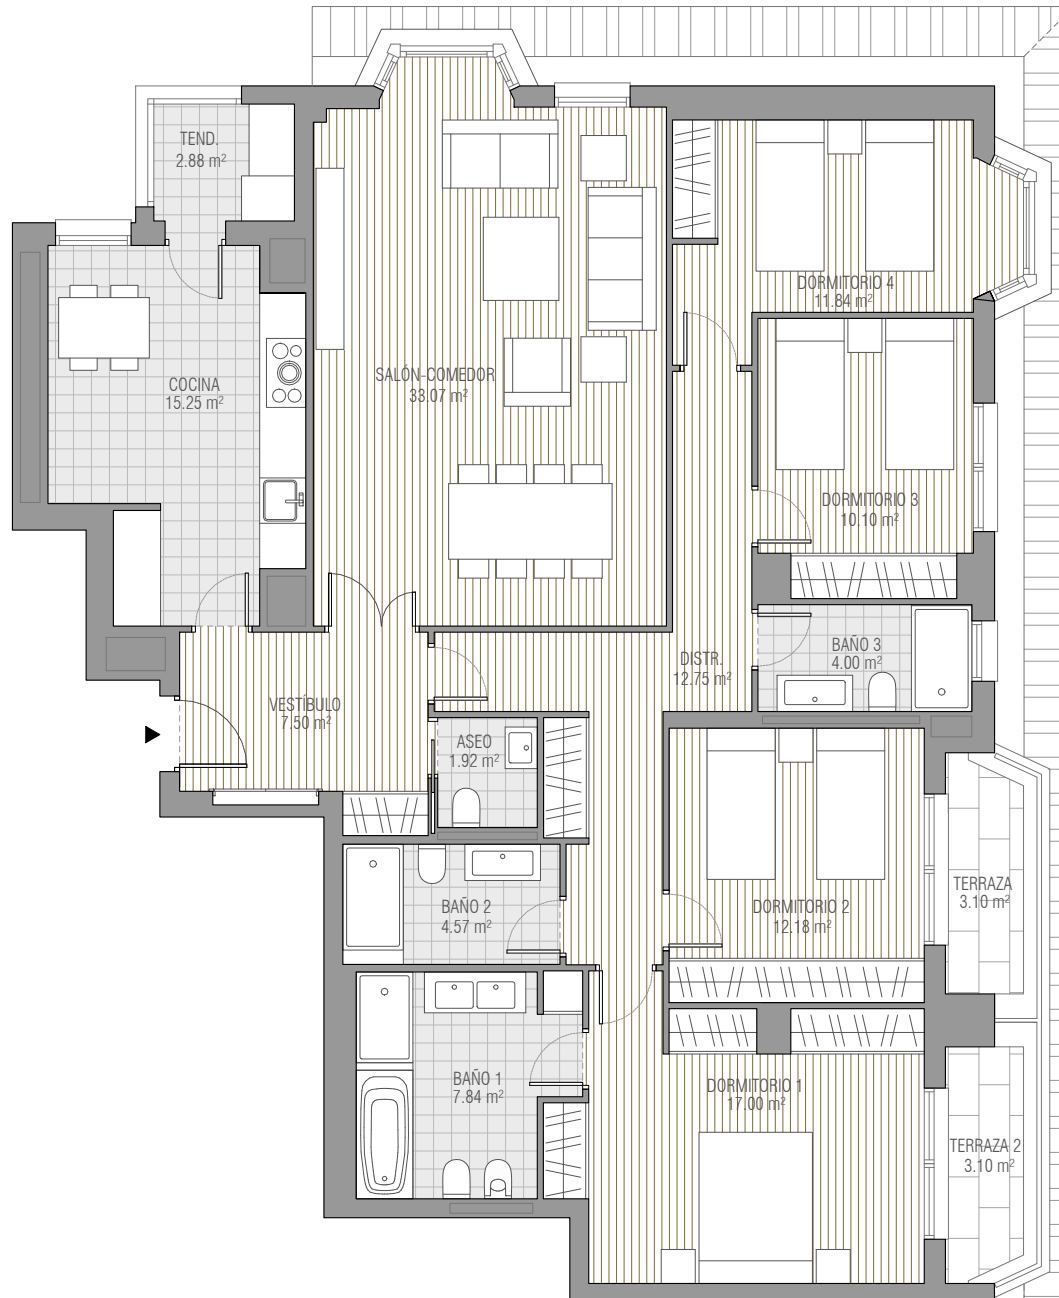 TEND.
2.88 m²
DORMITORIO 4
11.84 m²
SALÓN-COMEDOR
33.07 m²
COCINA
15.25 m²
DORMITORIO 3
10.10 m²
BAÑO 3
4.00 m²
DISTR.
12.75 m²
VESTÍBULO
7.50 m²
ASEO
1.92 m²
TERRAZA
3.10 m²
BAÑO 2
4.57 m²
DORMITORIO 2
12.18 m²
BAÑO 1
7.84 m²
DORMITORIO 1
17.00 m²
TERRAZA 2
3.10 m²